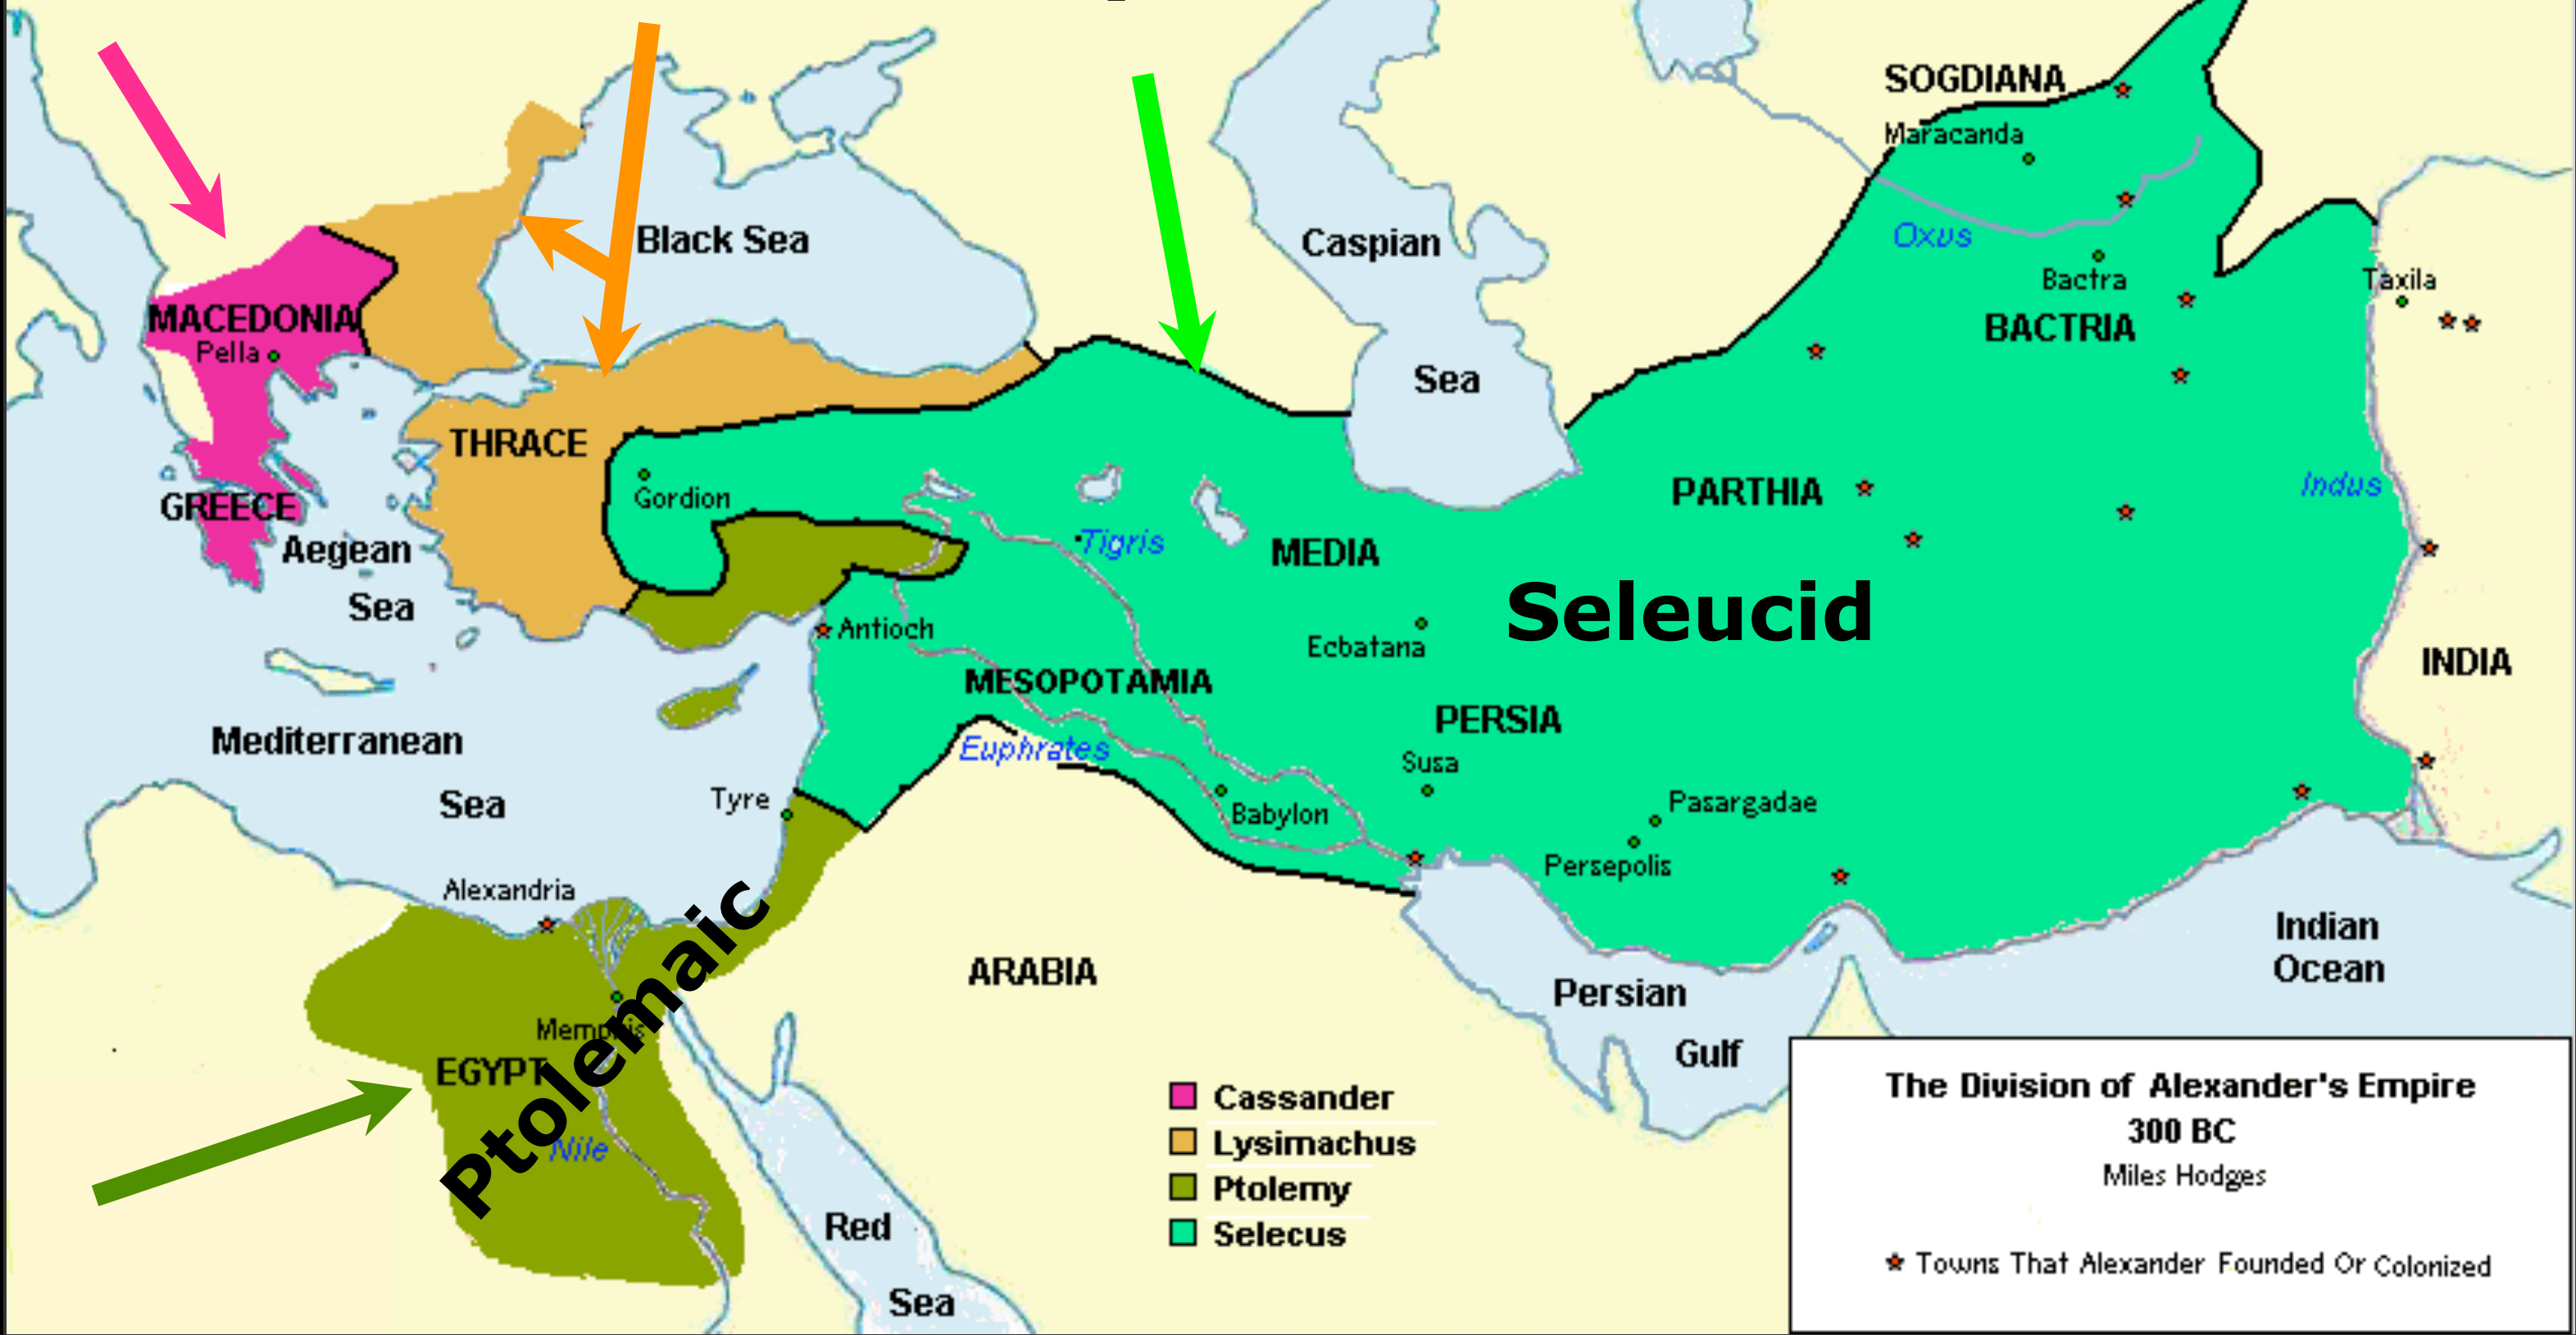 SOGDIANA
Maracanda
Black Sea
Caspian
Sea
Oxus
Bactra
Taxila
BACTRIA
MACEDONIA
Pella
THRACE
Gordion
PARTHIA
Indus
GREECE
Aegean
Sea
Tigris
MEDIA
Seleucid
Antioch
Ecbatana
INDIA
MESOPOTAMIA
PERSIA
Mediterranean
Sea
Euphrates
Susa
Tyre
Babylon
Pasargadae
Persepolis
Alexandria
ARABIA
Indian
Ocean
Persian
Gulf
Memphis
EGYPT
Ptolemaic
Nile
Red
Sea
Cassander
Lysimachus
Ptolemy
Selecus
The Division of Alexander's Empire
300 BC
Miles Hodges
Towns That Alexander Founded Or Colonized